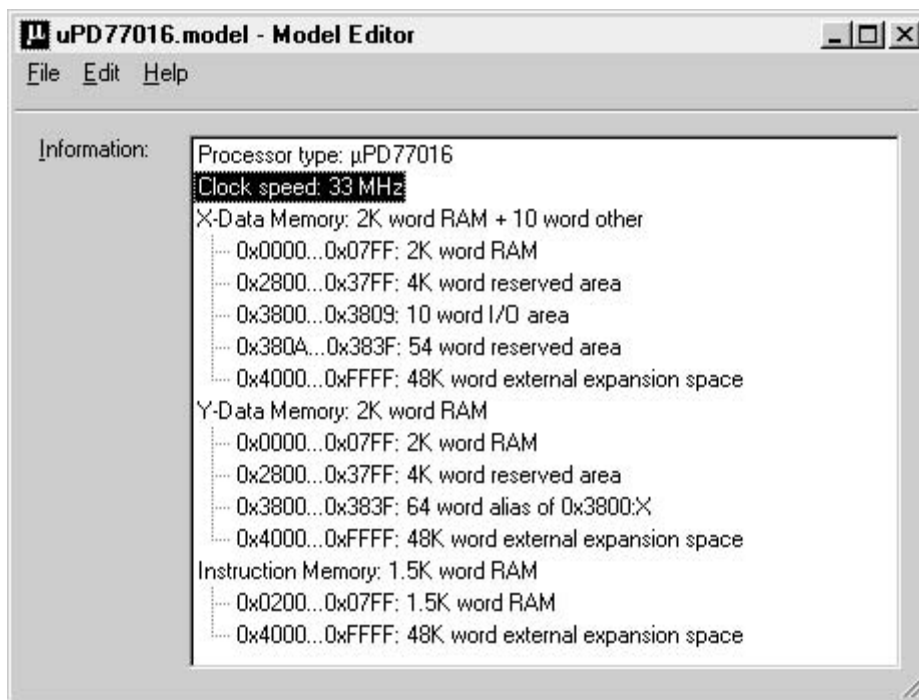 µ uPD77016.model - Model Editor
File Edit Help
Information:
Processor type: µPD77016
Clock speed: 33 MHz
X-Data Memory: 2K word RAM + 10 word other
0x0000...0x07FF: 2K word RAM
0x2800...0x37FF: 4K word reserved area
0x3800...0x3809: 10 word I/O area
0x380A...0x383F: 54 word reserved area
0x4000...0xFFFF: 48K word external expansion space
Y-Data Memory: 2K word RAM
0x0000...0x07FF: 2K word RAM
0x2800...0x37FF: 4K word reserved area
0x3800...0x383F: 64 word alias of 0x3800:X
0x4000...0xFFFF: 48K word external expansion space
Instruction Memory: 1.5K word RAM
0x0200...0x07FF: 1.5K word RAM
0x4000...0xFFFF: 48K word external expansion space